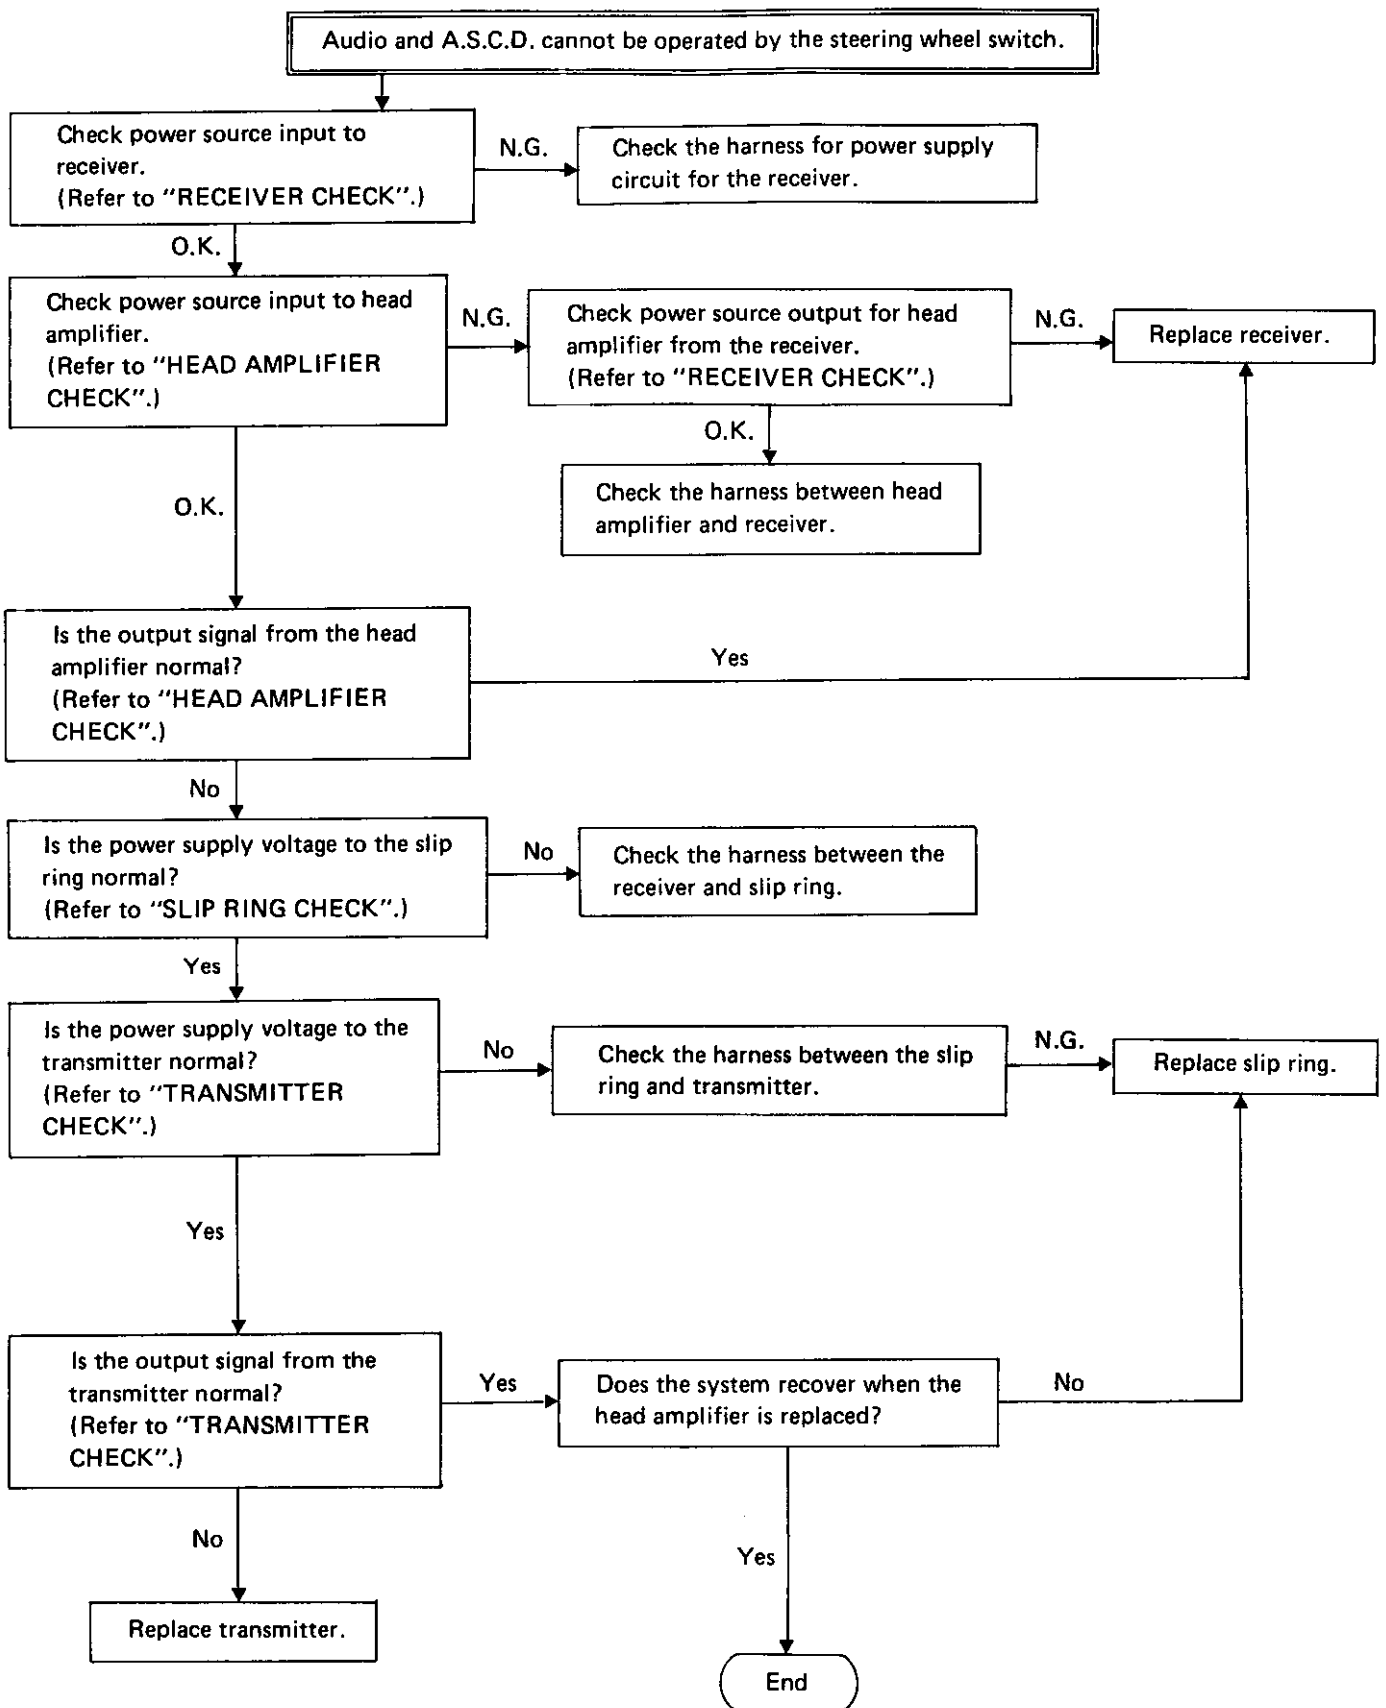 Audio and A.S.C.D. cannot be operated by the steering wheel switch.
Check power source input to
receiver.
(Refer to "RECEIVER CHECK".)
N.G.
Check the harness for power supply
circuit for the receiver.
O.K.
Check power source input to head
amplifier.
(Refer to "HEAD AMPLIFIER
CHECK".)
N.G.
Check power source output for head
amplifier from the receiver.
(Refer to "RECEIVER CHECK".)
N.G.
Replace receiver.
O.K.
Check the harness between head
amplifier and receiver.
O.K.
Is the output signal from the head
amplifier normal?
(Refer to "HEAD AMPLIFIER
CHECK".)
Yes
No
Is the power supply voltage to the slip
ring normal?
(Refer to "SLIP RING CHECK".)
No
Check the harness between the
receiver and slip ring.
Yes
Is the power supply voltage to the
transmitter normal?
(Refer to "TRANSMITTER
CHECK".)
No
Check the harness between the slip
ring and transmitter.
N.G.
Replace slip ring.
Yes
Is the output signal from the
transmitter normal?
(Refer to "TRANSMITTER
CHECK".)
Yes
Does the system recover when the
head amplifier is replaced?
No
No
Yes
Replace transmitter.
End